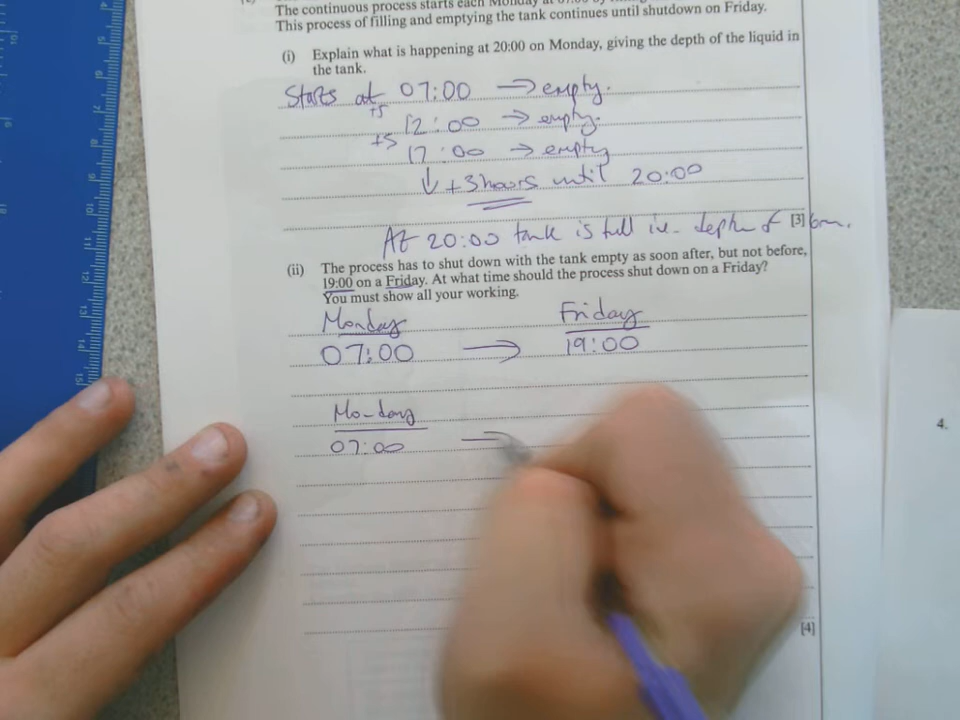 The continuous process starts each Monday at 07:00 by
This process of filling and emptying the tank continues until shutdown on Friday.
(i) Explain what is happening at 20:00 on Monday, giving the depth of the liquid in
the tank.
Starts at 07:00 → empty.
+5
12:00 → empty.
+5
17:00 → empty
↓ +3hours until 20:00
[3]
At 20:00 tank is full i.e. depth of 6m.
(ii) The process has to shut down with the tank empty as soon after, but not before,
19:00 on a Friday. At what time should the process shut down on a Friday?
You must show all your working.
Monday Friday
07:00 → 19:00
Monday
07:00 →
[4]
4.